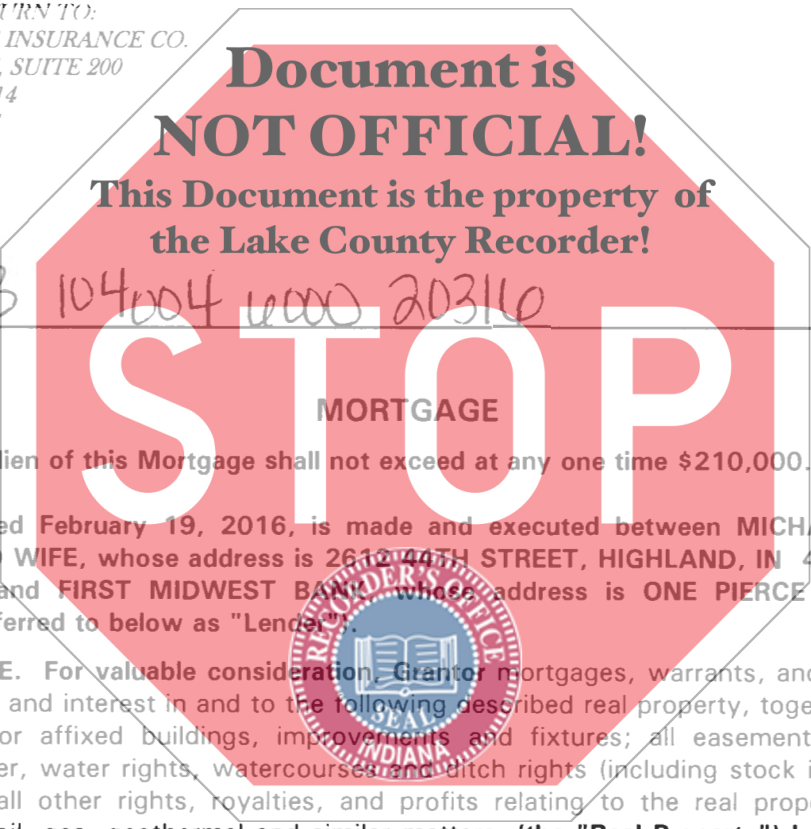 URN TO:
INSURANCE CO.
, SUITE 200
14
Document is
NOT OFFICIAL!
This Document is the property of
the Lake County Recorder!
104004 6000 20316
STOP
MORTGAGE
lien of this Mortgage shall not exceed at any one time $210,000.
ed February 19, 2016, is made and executed between MICHA
WIFE, whose address is 2612 44TH STREET, HIGHLAND, IN 4
and FIRST MIDWEST BANK whose address is ONE PIERCE
ferred to below as "Lender").
RECORDER'S OFFICE
SEAL
INDIANA
E. For valuable consideration, Grantor mortgages, warrants, and
and interest in and to the following described real property, toge
or affixed buildings, improvements and fixtures; all easement
er, water rights, watercourses and ditch rights (including stock i
all other rights, royalties, and profits relating to the real prope